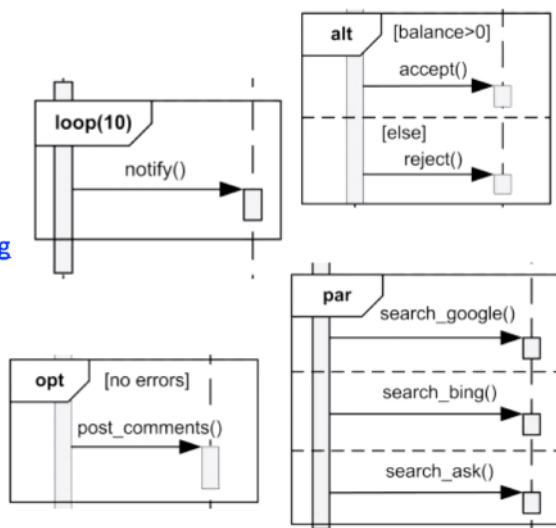 loop(10)
notify()
alt [balance>0]
accept()
[else]
reject()
g
opt [no errors]
post_comments()
par
search_google()
search_bing()
search_ask()